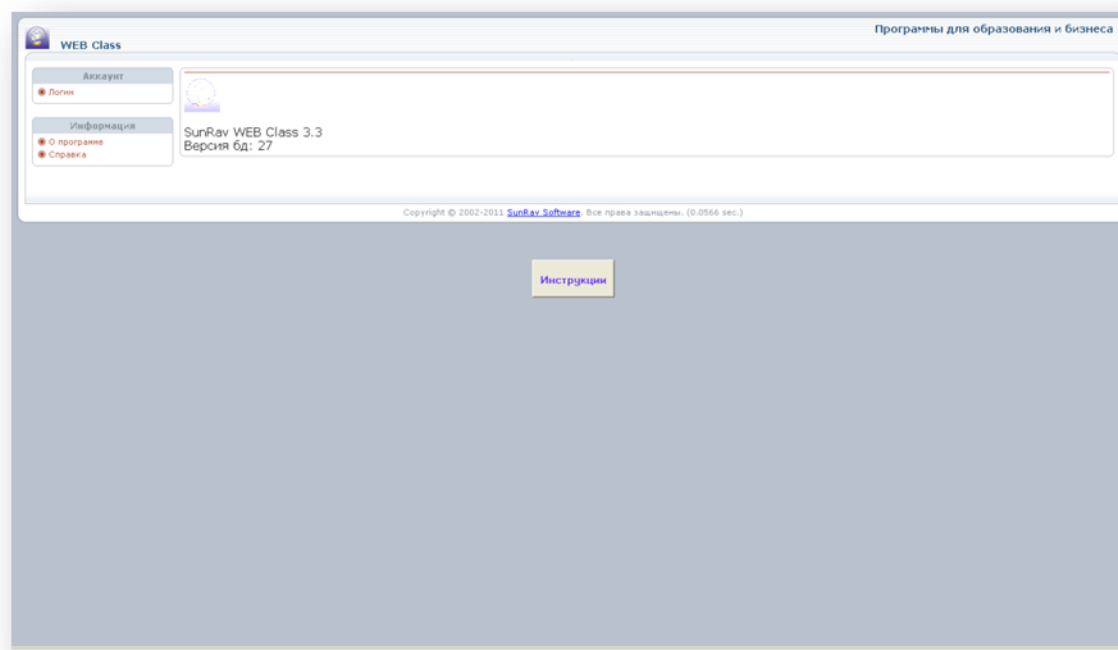 Программы для образования и бизнеса
WEB Class
Аккаунт
Логин
Информация
О программе
Справка
SunRav WEB Class 3.3
Версия бд: 27
Copyright © 2002-2011 SunRav Software. Все права защищены. (0.0566 sec.)
Инструкции